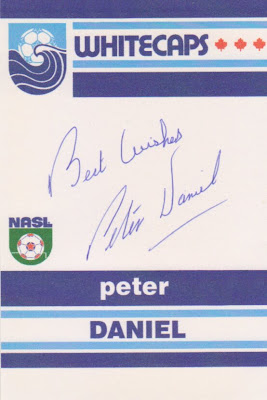 WHITECAPS
Best Wishes
Peter Daniel
NASL
peter
DANIEL